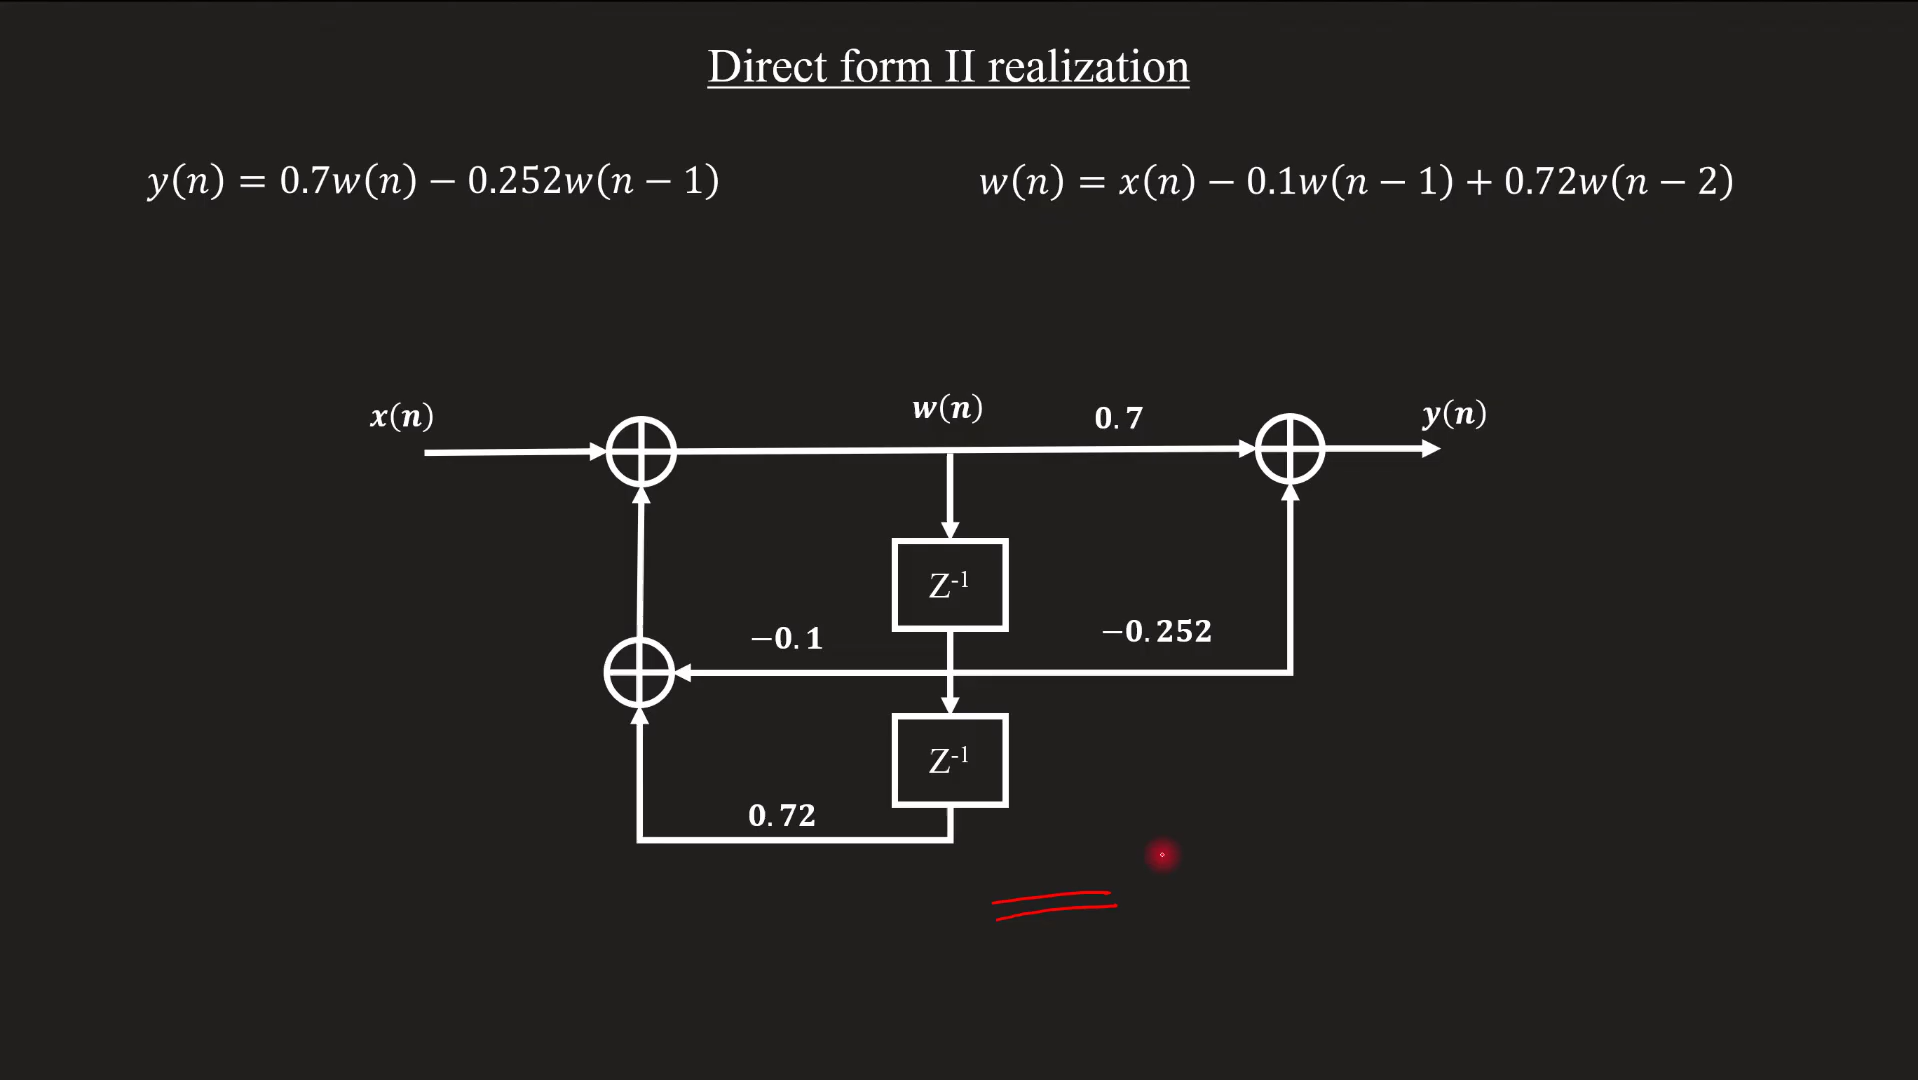 Direct form II realization
y(n) = 0.7w(n) − 0.252w(n − 1)
w(n) = x(n) − 0.1w(n − 1) + 0.72w(n − 2)
x(n)
w(n)
0.7
y(n)
Z⁻¹
−0.1
−0.252
Z⁻¹
0.72